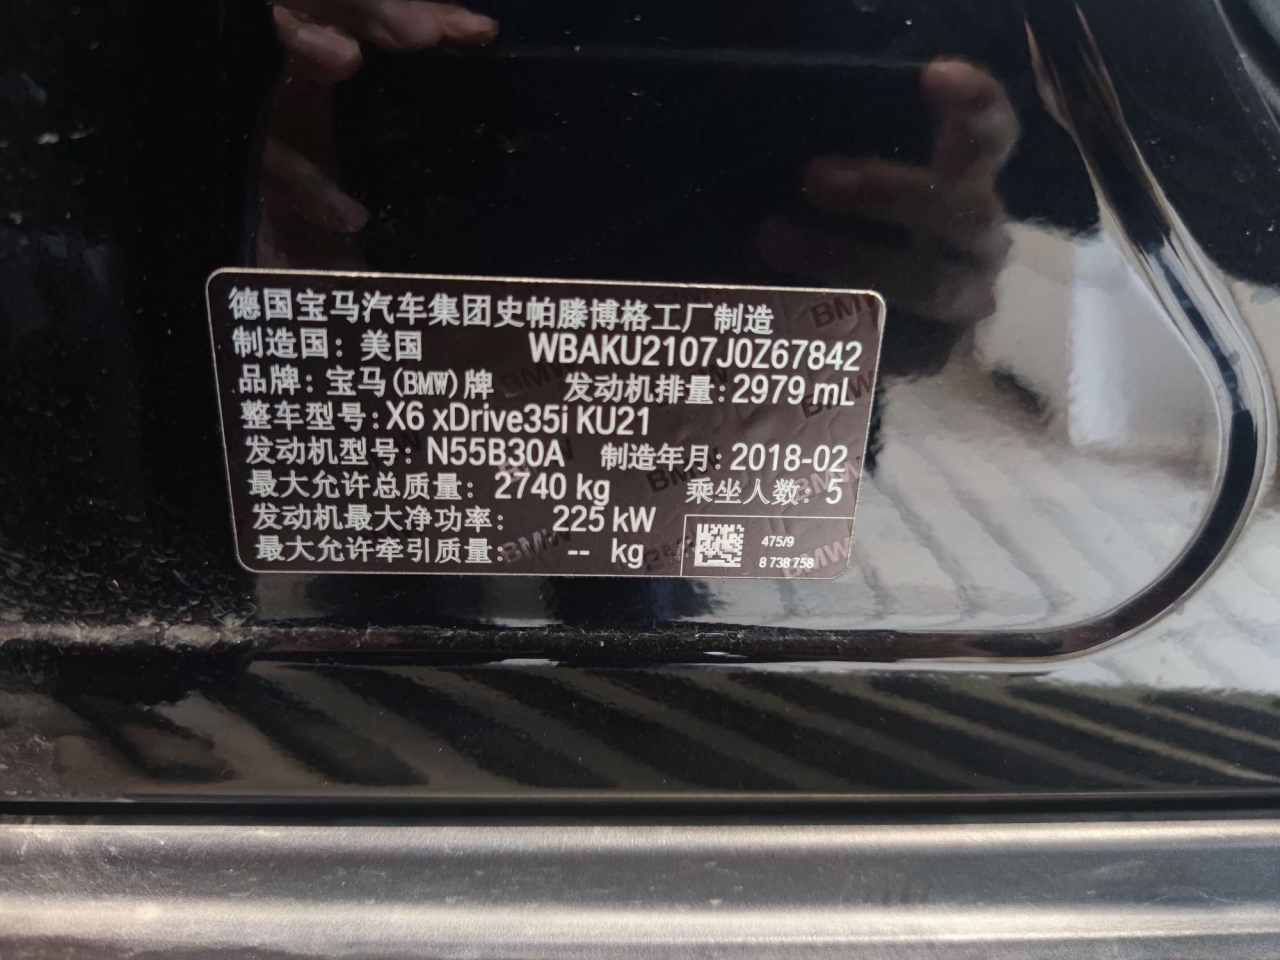 德国宝马汽车集团史帕滕博格工厂制造
制造国：美国 WBAKU2107J0Z67842
品牌：宝马(BMW)牌 发动机排量：2979 mL
整车型号：X6 xDrive35i KU21
发动机型号：N55B30A 制造年月：2018-02
最大允许总质量：2740 kg 乘坐人数：5
发动机最大净功率： 225 kW
最大允许牵引质量： -- kg
475/9
8 738 758